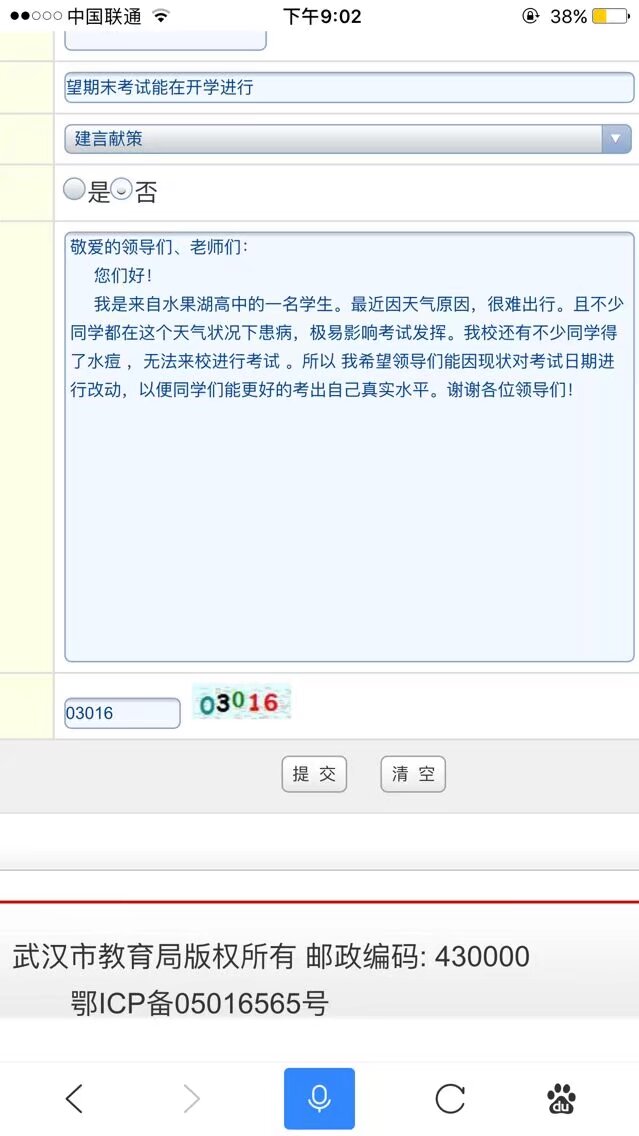 中国联通 下午9:02 38%
望期末考试能在开学进行
建言献策
是 否
敬爱的领导们、老师们：
您们好！
我是来自水果湖高中的一名学生。最近因天气原因，很难出行。且不少
同学都在这个天气状况下患病，极易影响考试发挥。我校还有不少同学得
了水痘 ，无法来校进行考试 。所以 我希望领导们能因现状对考试日期进
行改动，以便同学们能更好的考出自己真实水平。谢谢各位领导们！
03016 03016
提 交 清 空
武汉市教育局版权所有 邮政编码: 430000
鄂ICP备05016565号
du